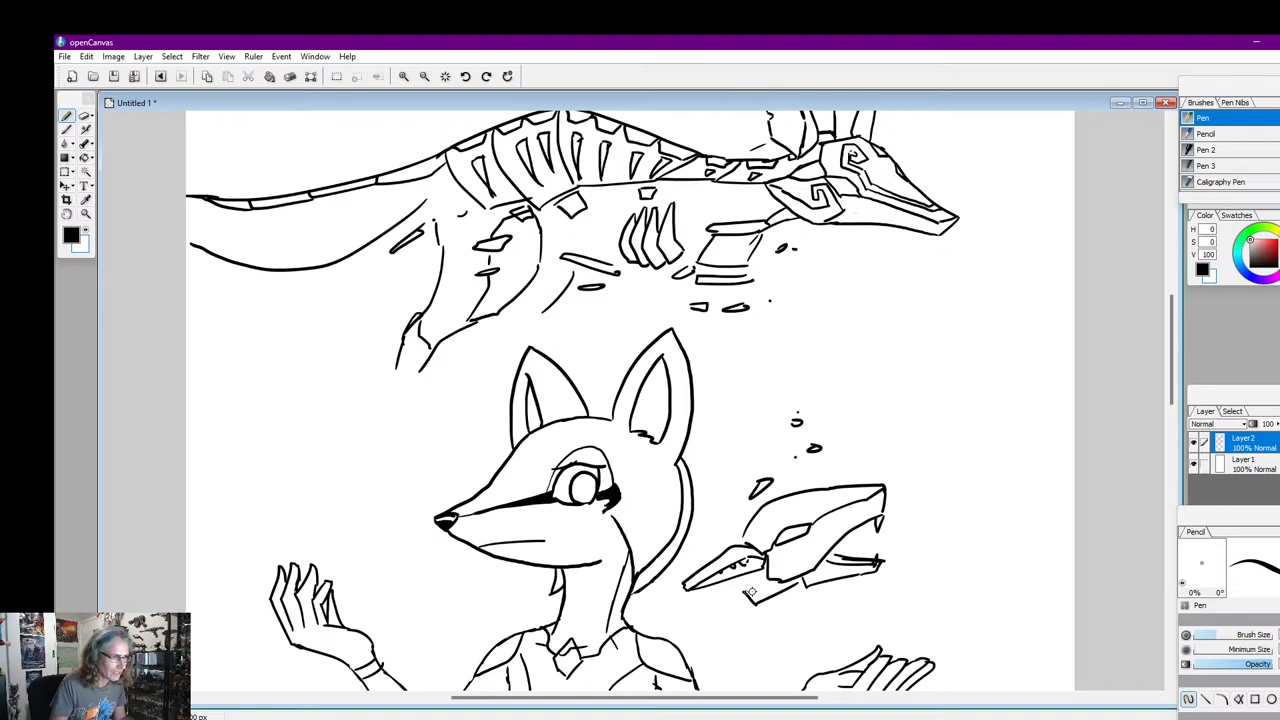 openCanvas
File Edit Image Layer Select Filter View Ruler Event Window Help
Untitled 1 *
Brushes Pen Nibs
Pen
Pencil
Pen 2
Pen 3
Caligraphy Pen
Color Swatches
H 0
S 0
V 100
Layer Select
Normal 100
Layer2
100% Normal
Layer1
100% Normal
Pencil
0% 0°
Pen
Brush Size
Minimum Size
Opacity